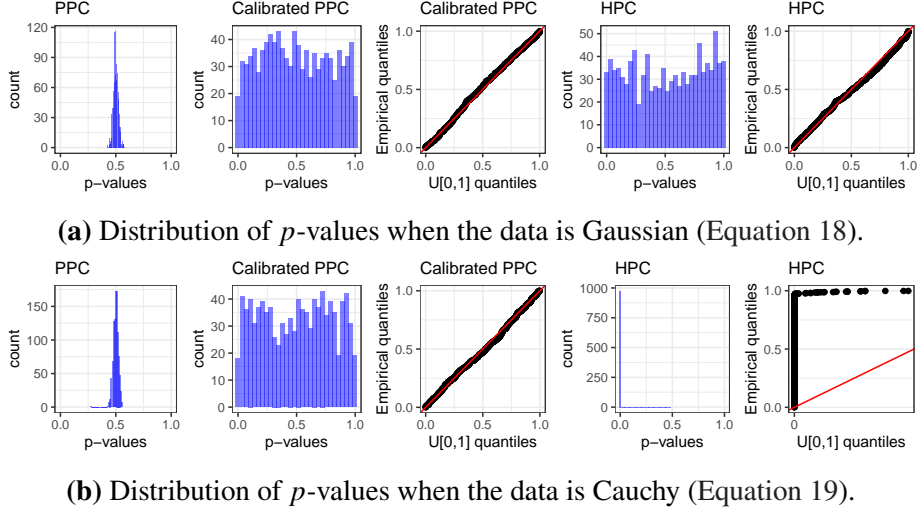 PPC
Calibrated PPC
Calibrated PPC
HPC
HPC
count
120
90
60
30
0
0.0 0.5 1.0
p−values
count
40
30
20
10
0
0.0 0.5 1.0
p−values
Empirical quantiles
1.0
0.5
0.0
0.0 0.5 1.0
U[0,1] quantiles
count
50
40
30
20
10
0
0.0 0.5 1.0
p−values
Empirical quantiles
1.0
0.5
0.0
0.0 0.5 1.0
U[0,1] quantiles
(a) Distribution of p-values when the data is Gaussian (Equation 18).
PPC
Calibrated PPC
Calibrated PPC
HPC
HPC
count
150
100
50
0
0.0 0.5 1.0
p−values
count
40
30
20
10
0
0.0 0.5 1.0
p−values
Empirical quantiles
1.0
0.5
0.0
0.0 0.5 1.0
U[0,1] quantiles
count
1000
750
500
250
0
0.0 0.5 1.0
p−values
Empirical quantiles
1.0
0.5
0.0
0.0
U[0,1] quantiles
(b) Distribution of p-values when the data is Cauchy (Equation 19).